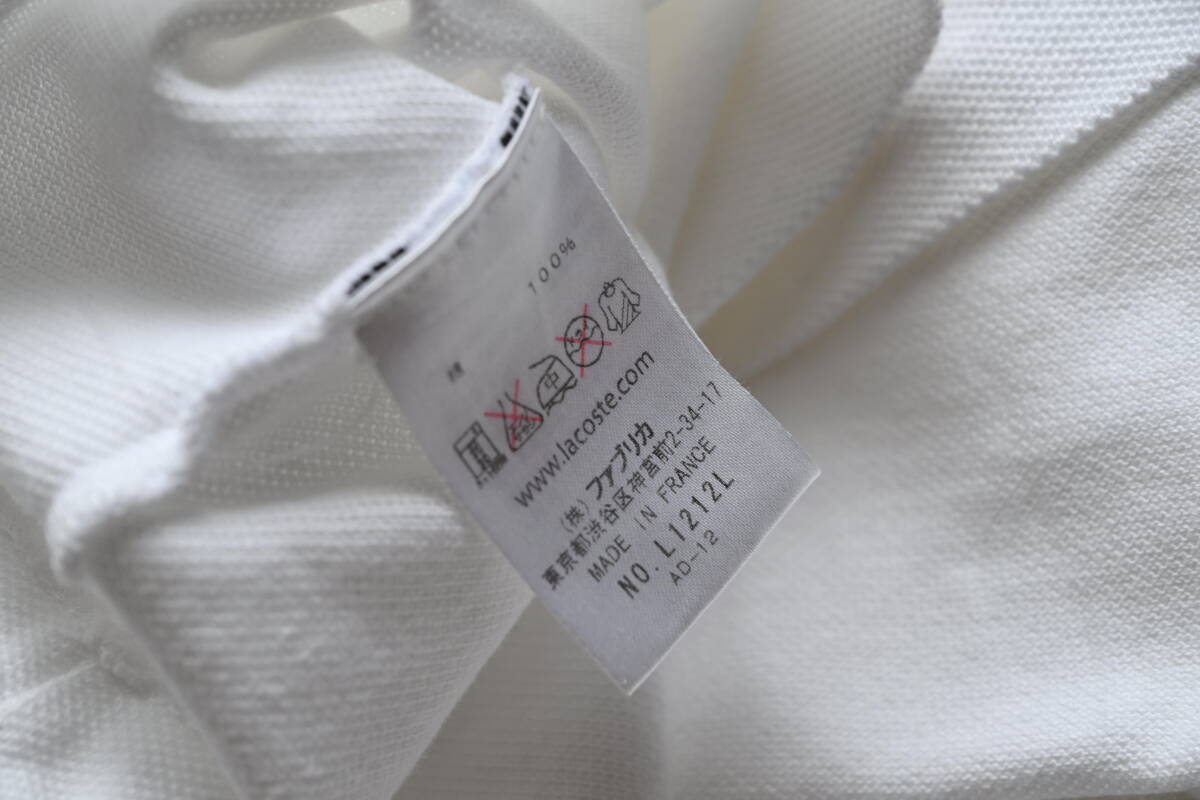 綿 100%
中
www.lacoste.com
(株)ファブリカ
東京都渋谷区神宮前2-34-17
MADE IN FRANCE
NO. L1212L
AD-12